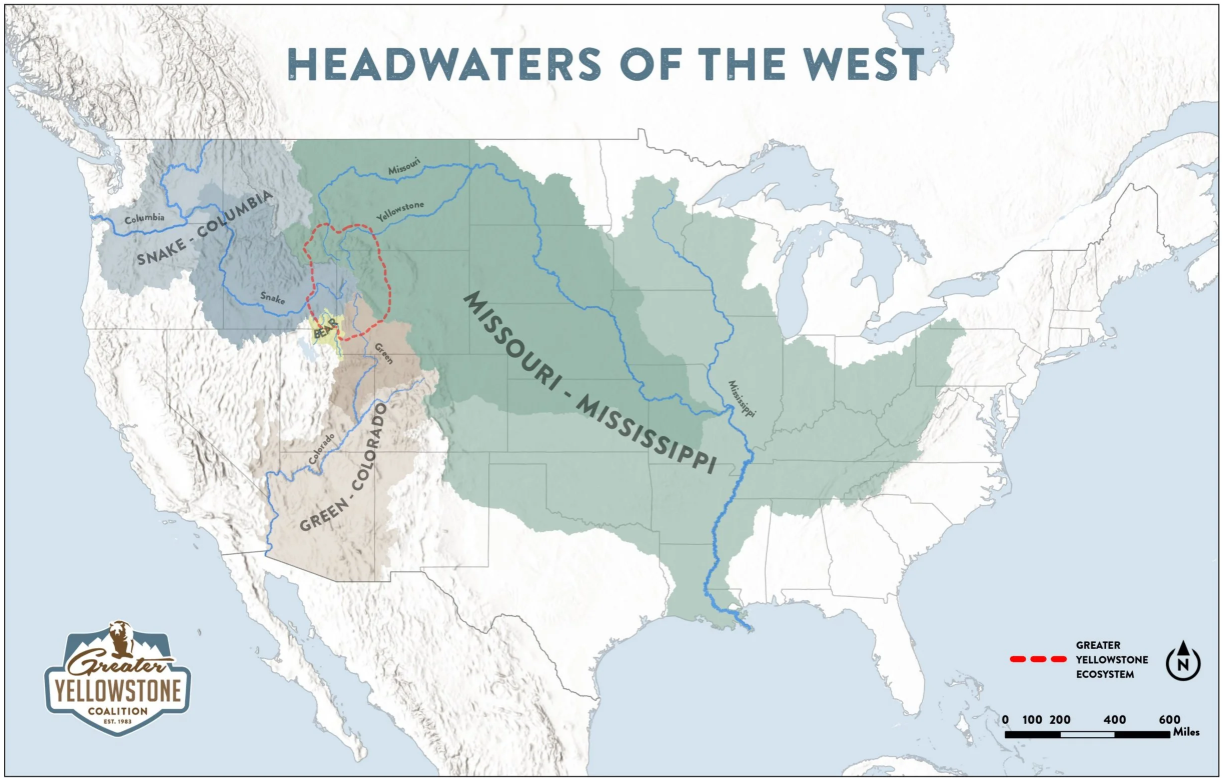 HEADWATERS OF THE WEST
Missouri
Yellowstone
Columbia
SNAKE - COLUMBIA
Snake
BEAR
Green
MISSOURI - MISSISSIPPI
Mississippi
Colorado
GREEN - COLORADO
Greater
YELLOWSTONE
COALITION
EST. 1983
GREATER
YELLOWSTONE
ECOSYSTEM
N
0 100 200 400 600
Miles